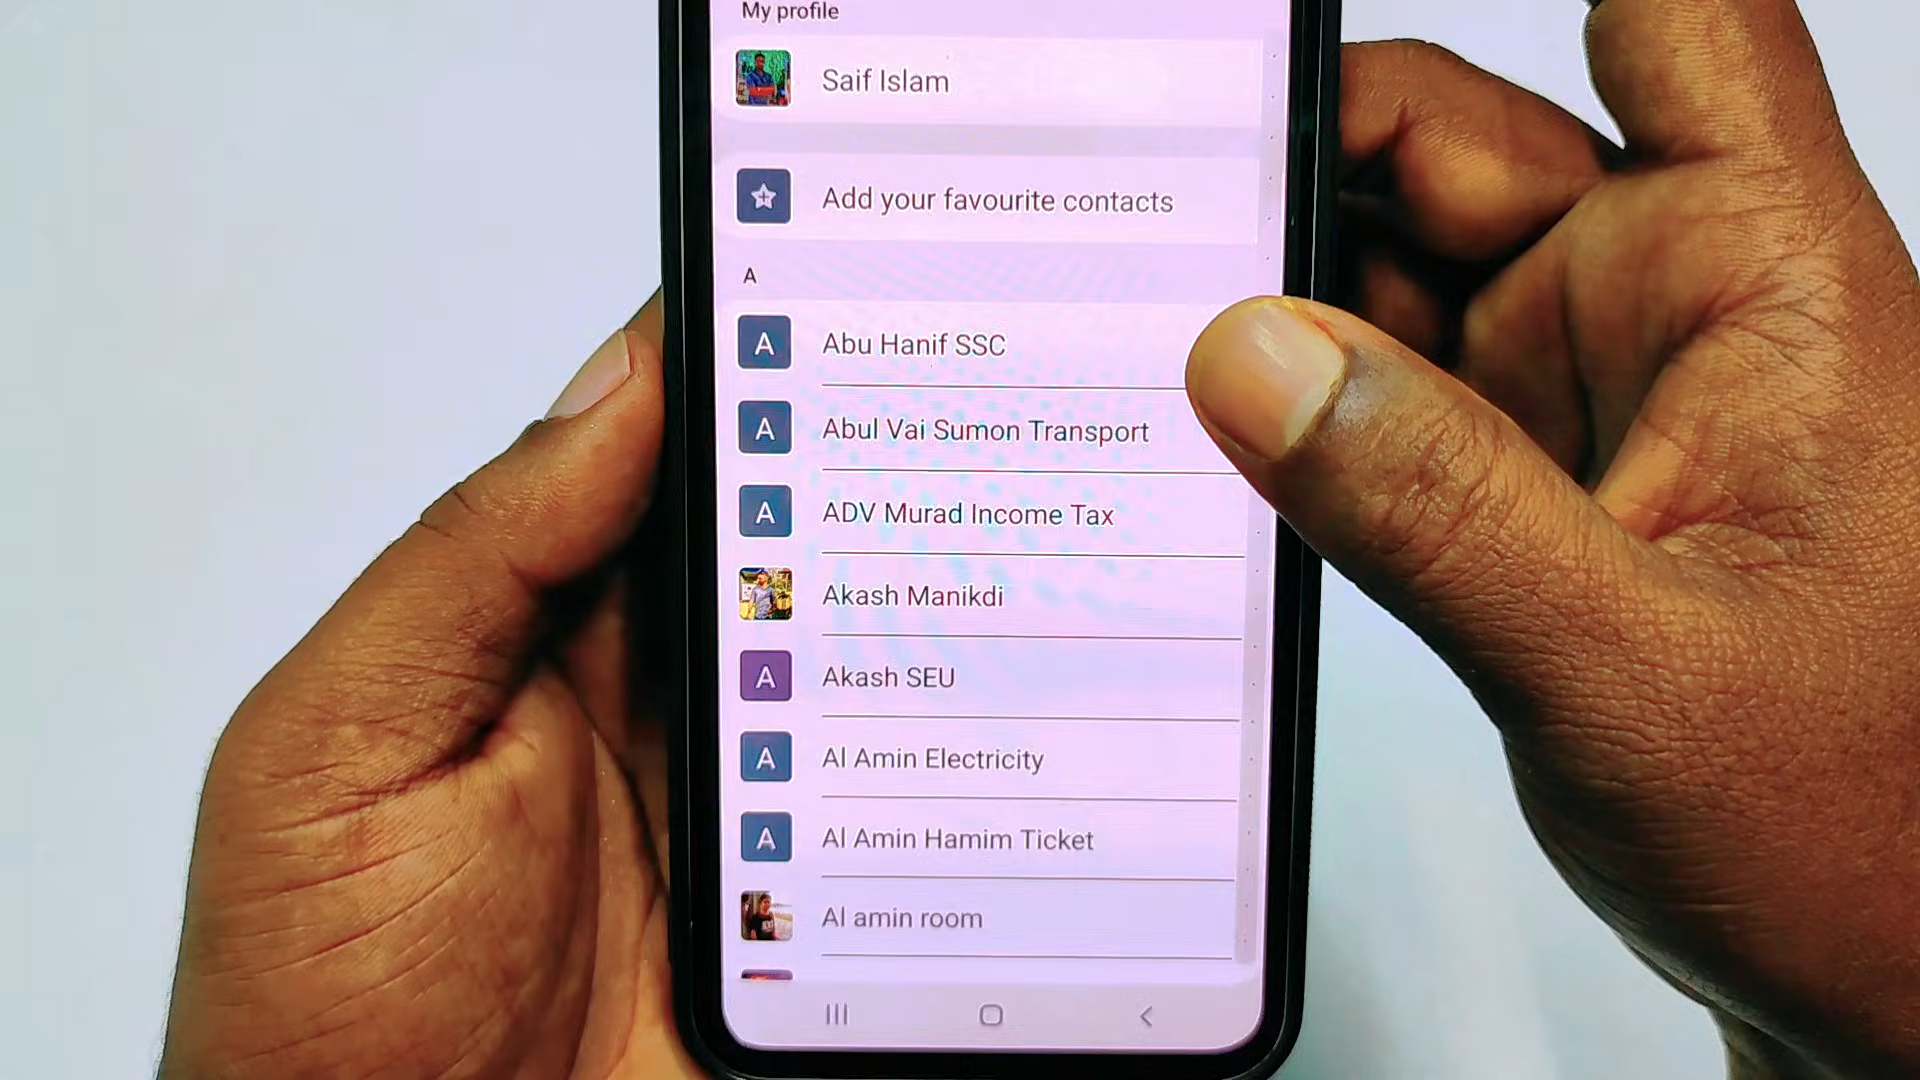 My profile
Saif Islam
Add your favourite contacts
A
A Abu Hanif SSC
A Abul Vai Sumon Transport
A ADV Murad Income Tax
Akash Manikdi
A Akash SEU
A Al Amin Electricity
A Al Amin Hamim Ticket
Al amin room